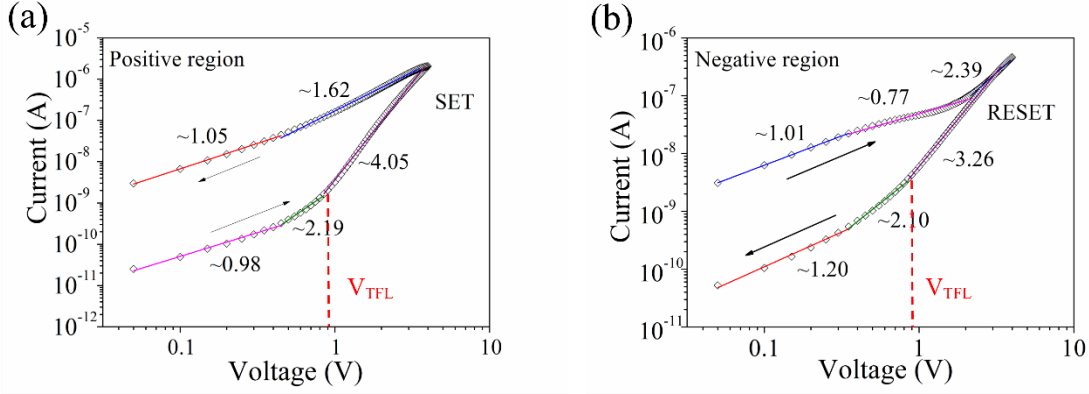 (a)
Positive region
SET
~1.62
~1.05
~4.05
~2.19
~0.98
V_TFL
Current (A)
10^-5
10^-6
10^-7
10^-8
10^-9
10^-10
10^-11
10^-12
0.1 1 10
Voltage (V)
(b)
Negative region
RESET
~2.39
~0.77
~1.01
~3.26
~2.10
~1.20
V_TFL
Current (A)
10^-6
10^-7
10^-8
10^-9
10^-10
10^-11
0.1 1 10
Voltage (V)